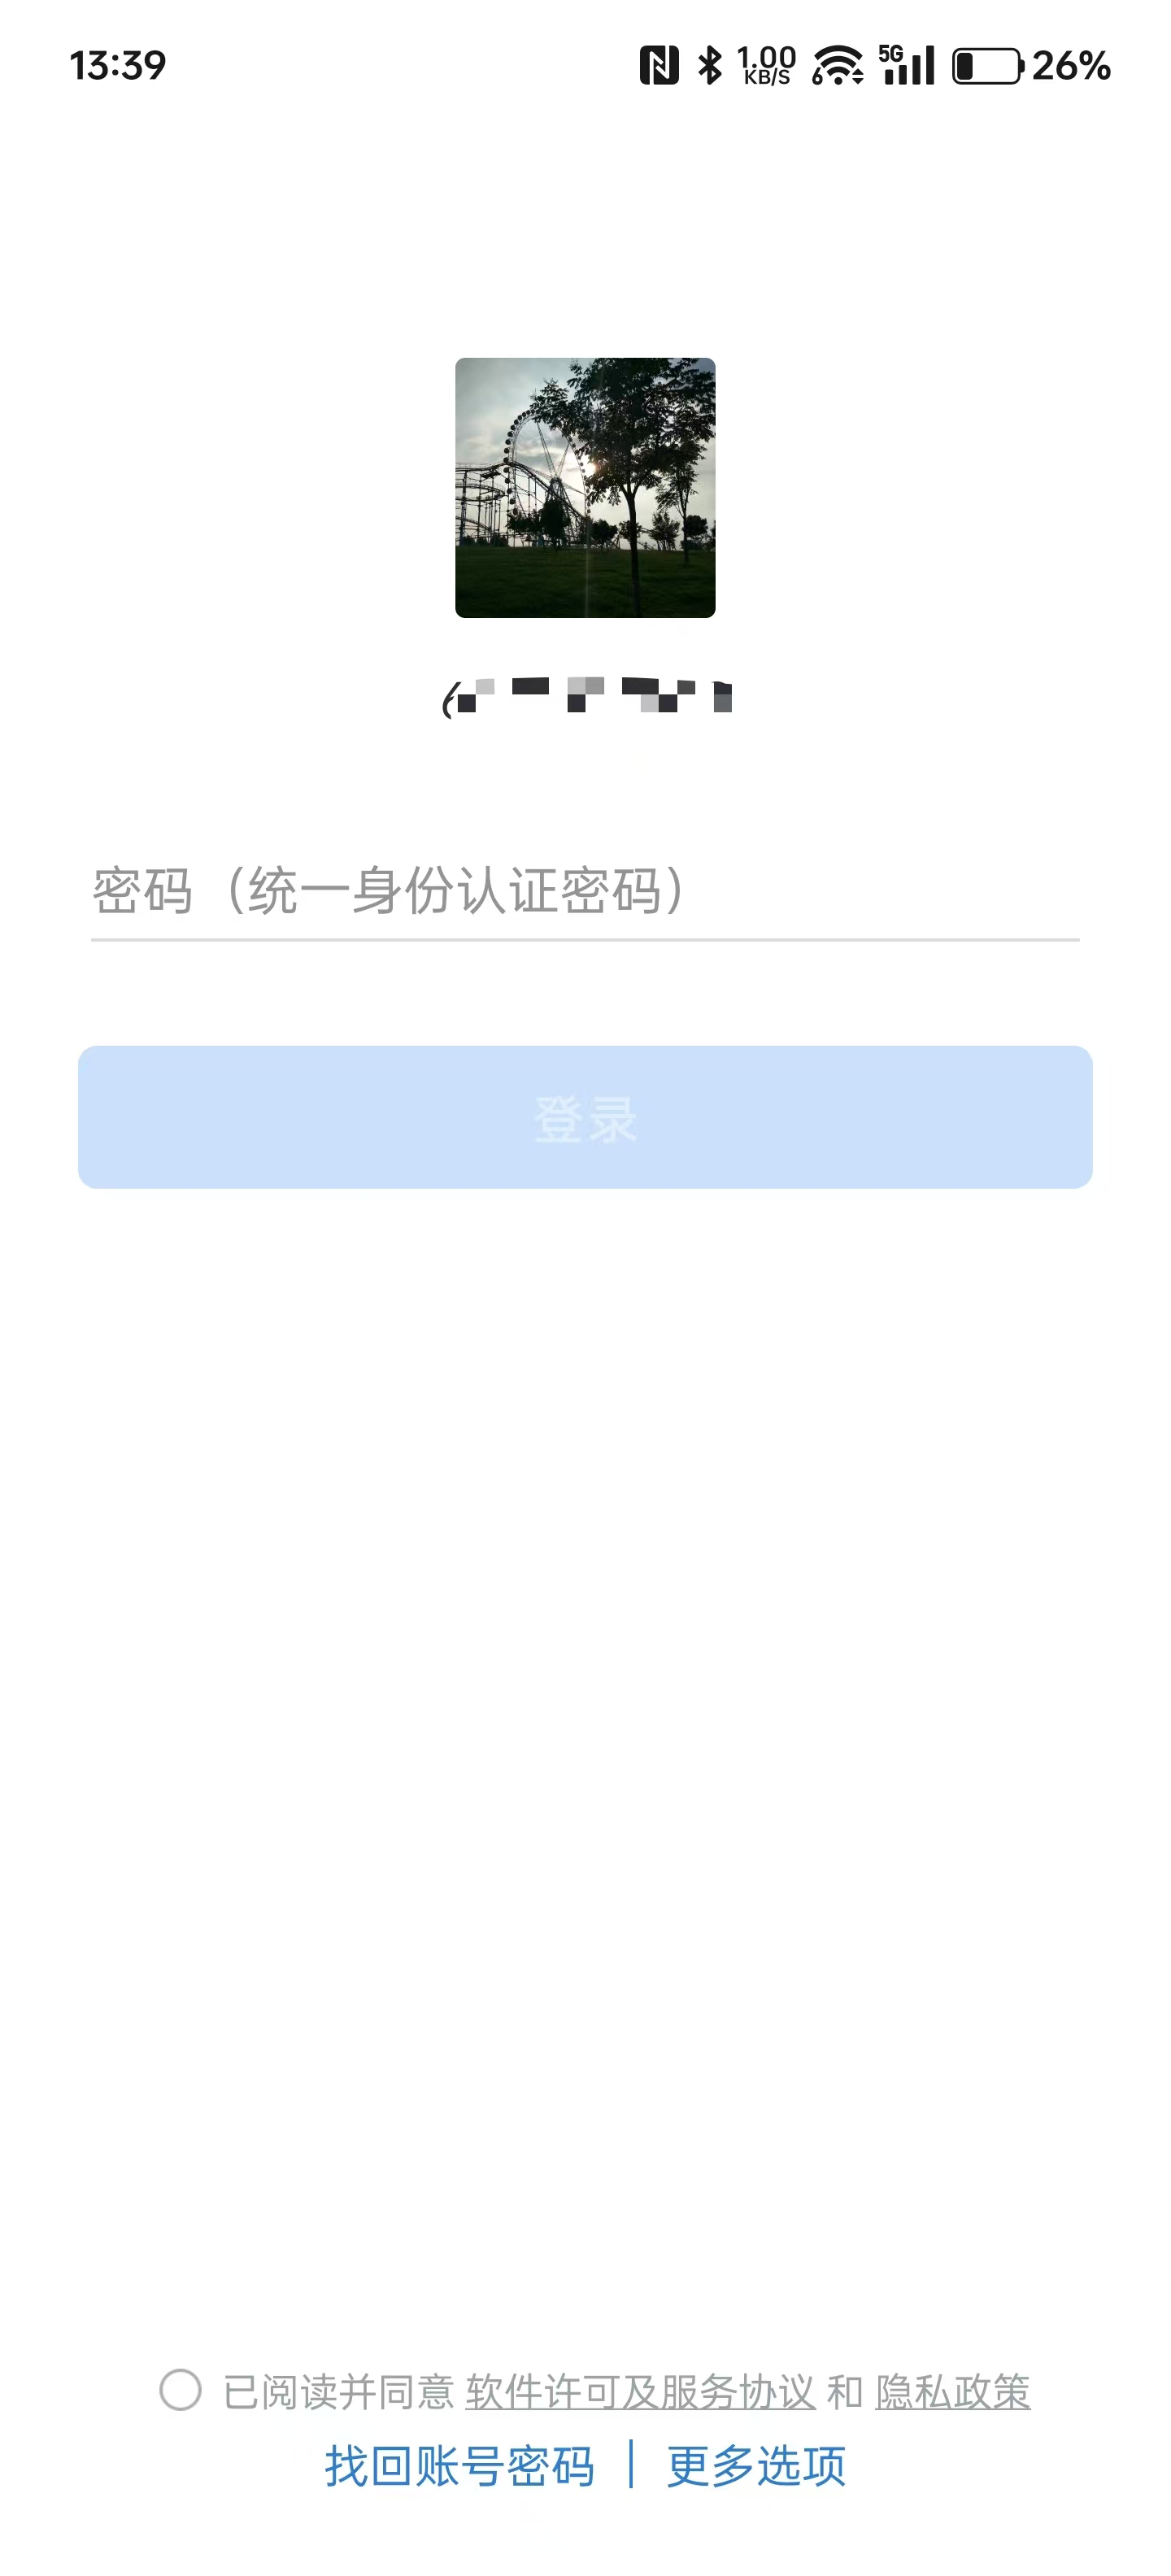 13:39 1.00 KB/S 6 5G 26%
密码（统一身份认证密码）
登录
已阅读并同意 软件许可及服务协议 和 隐私政策
找回账号密码 | 更多选项